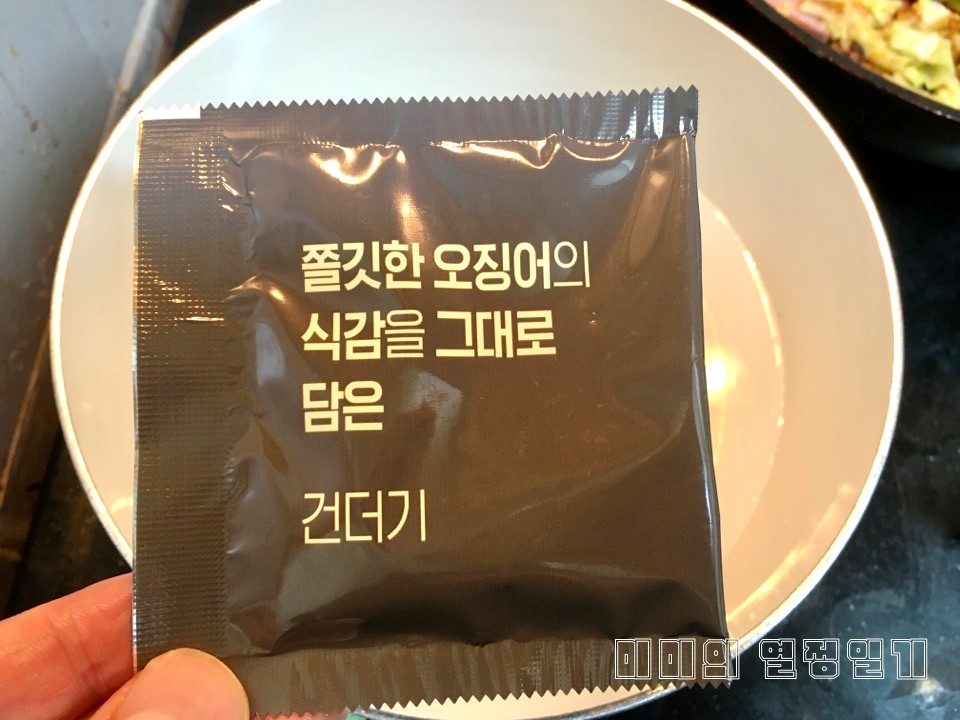 쫄깃한 오징어의
식감을 그대로
담은
건더기
미미의 열정일기